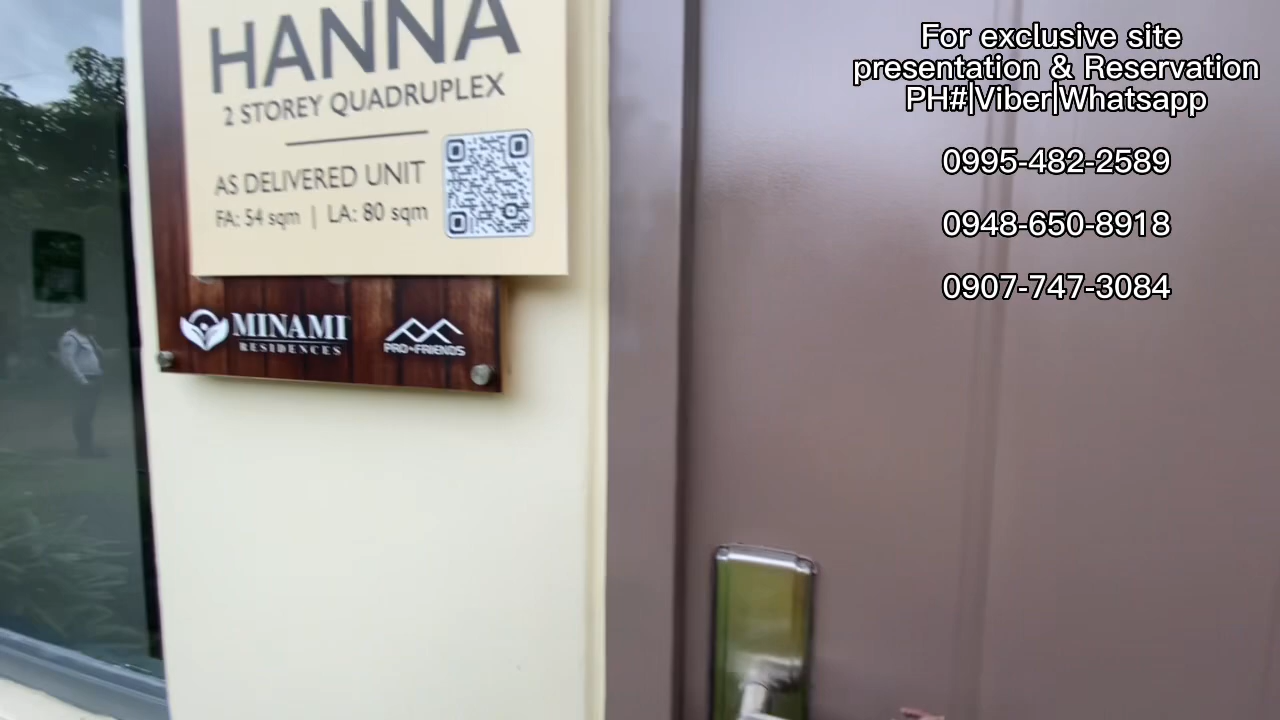 HANNA
2 STOREY QUADRUPLEX
AS DELIVERED UNIT
FA: 54 sqm | LA: 80 sqm
MINAMI
RESIDENCES
PRO-FRIENDS
For exclusive site
presentation & Reservation
PH#|Viber|Whatsapp
0995-482-2589
0948-650-8918
0907-747-3084